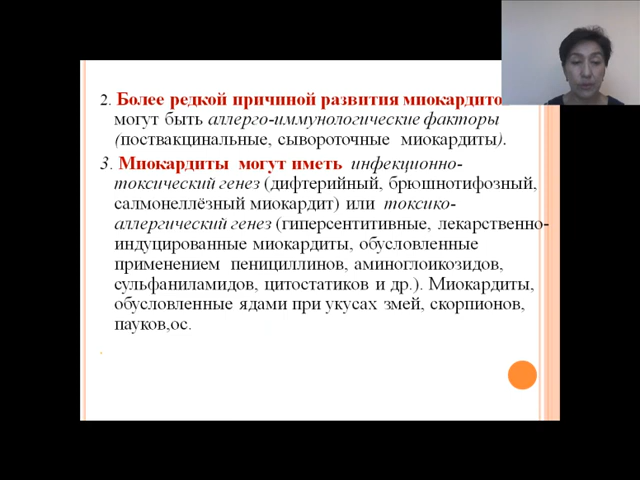 2. Более редкой причиной развития миокардито
могут быть аллерго-иммунологические факторы
(поствакцинальные, сывороточные миокардиты).
3. Миокардиты могут иметь инфекционно-
токсический генез (дифтерийный, брюшнотифозный,
салмонеллёзный миокардит) или токсико-
аллергический генез (гиперсентитивные, лекарственно-
индуцированные миокардиты, обусловленные
применением пенициллинов, аминоглоикозидов,
сульфаниламидов, цитостатиков и др.). Миокардиты,
обусловленные ядами при укусах змей, скорпионов,
пауков,ос.